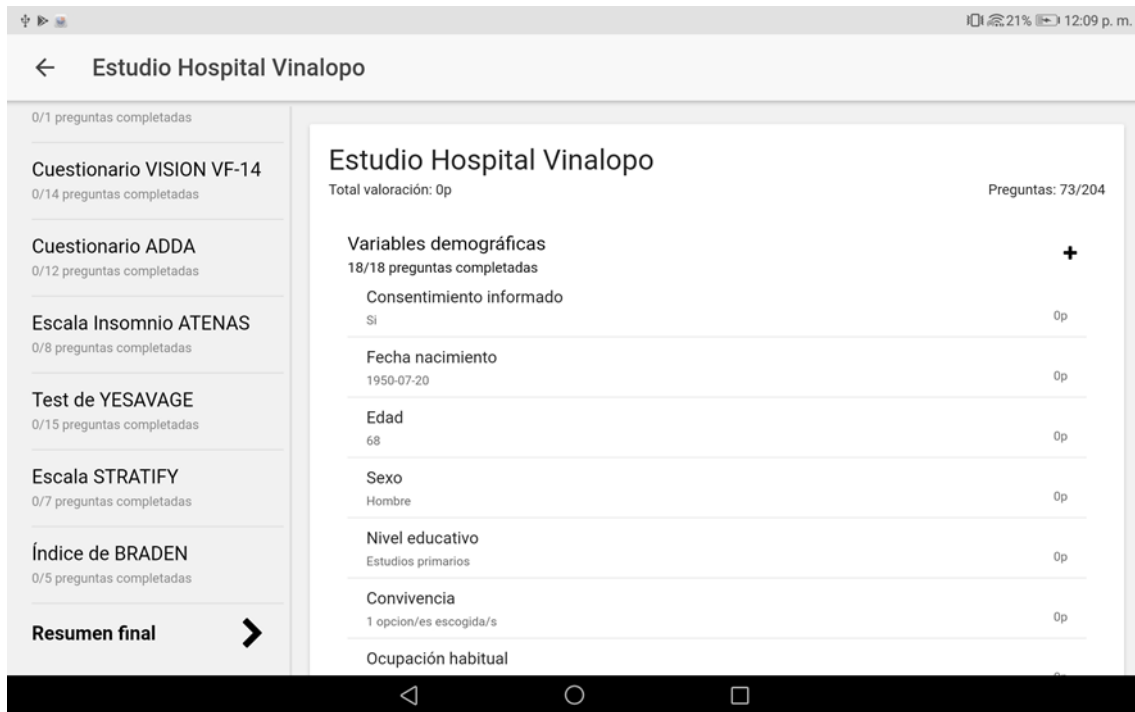 21% 12:09 p. m.
Estudio Hospital Vinalopo
0/1 preguntas completadas
Cuestionario VISION VF-14
0/14 preguntas completadas
Cuestionario ADDA
0/12 preguntas completadas
Escala Insomnio ATENAS
0/8 preguntas completadas
Test de YESAVAGE
0/15 preguntas completadas
Escala STRATIFY
0/7 preguntas completadas
Índice de BRADEN
0/5 preguntas completadas
Resumen final
Estudio Hospital Vinalopo
Total valoración: 0p Preguntas: 73/204
Variables demográficas +
18/18 preguntas completadas
Consentimiento informado
Si 0p
Fecha nacimiento
1950-07-20 0p
Edad
68 0p
Sexo
Hombre 0p
Nivel educativo
Estudios primarios 0p
Convivencia
1 opcion/es escogida/s 0p
Ocupación habitual